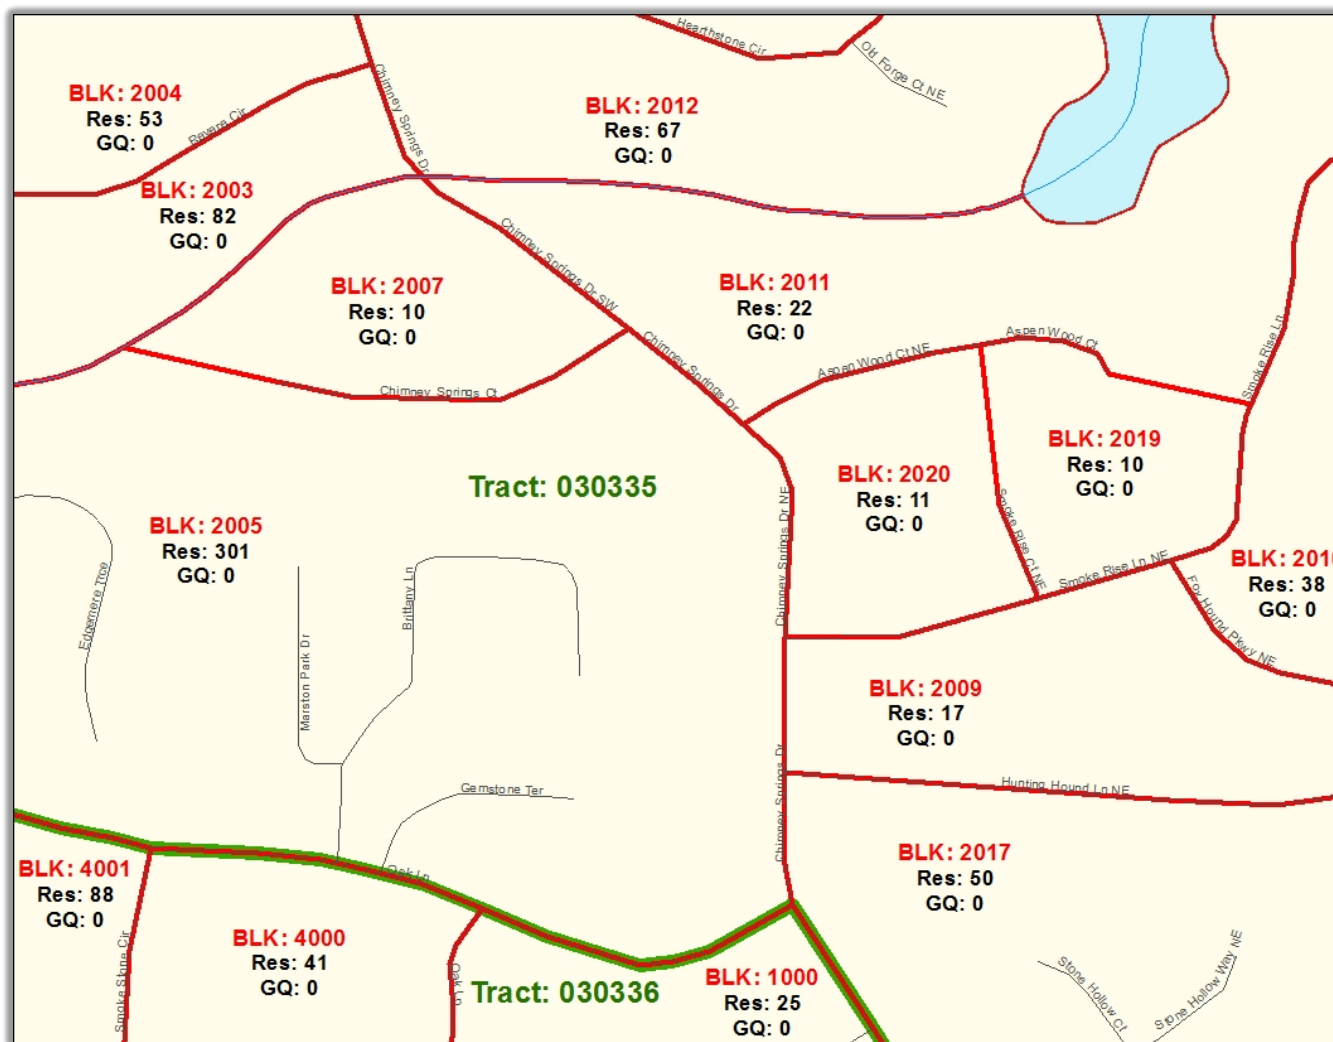 Hearthstone Cir
Old Forge Ct NE
BLK: 2004
Res: 53
GQ: 0
Revere Cir
Chimney Springs Dr
BLK: 2012
Res: 67
GQ: 0
BLK: 2003
Res: 82
GQ: 0
Chimney Springs Dr SW
BLK: 2007
Res: 10
GQ: 0
BLK: 2011
Res: 22
GQ: 0
Chimney Springs Ct
Chimney Springs Dr
Aspen Wood Ct NE
Aspen Wood Ct
Smoke Rise Ln
BLK: 2019
Res: 10
GQ: 0
BLK: 2020
Res: 11
GQ: 0
Tract: 030335
Chimney Springs Dr NE
Smoke Rise Ct NE
Smoke Rise Ln NE
BLK: 2005
Res: 301
GQ: 0
Res: 38
GQ: 0
Edgemere Trce
Brittany Ln
Marston Park Dr
Fox Hound Pkwy NE
BLK: 2009
Res: 17
GQ: 0
Gemstone Ter
Chimney Springs Dr
Hunting Hound Ln NE
BLK: 4001
Res: 88
GQ: 0
Oak Ln
BLK: 2017
Res: 50
GQ: 0
Smoke Stone Cir
BLK: 4000
Res: 41
GQ: 0
Oak Ln
Tract: 030336
BLK: 1000
Res: 25
GQ: 0
Stone Hollow Ct
Stone Hollow Way NE